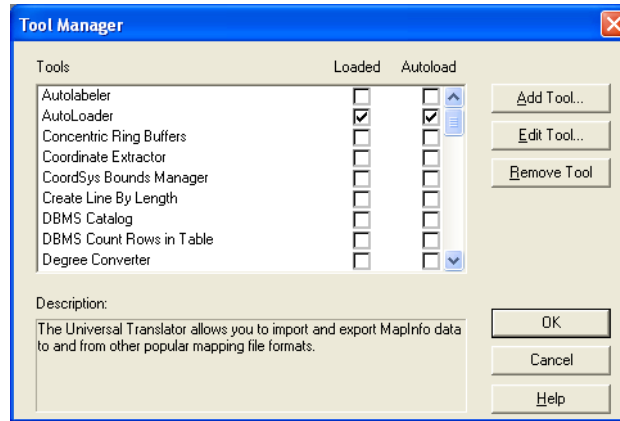 Tool Manager
Tools Loaded Autoload
Autolabeler
AutoLoader
Concentric Ring Buffers
Coordinate Extractor
CoordSys Bounds Manager
Create Line By Length
DBMS Catalog
DBMS Count Rows in Table
Degree Converter
Add Tool...
Edit Tool...
Remove Tool
Description:
The Universal Translator allows you to import and export MapInfo data
to and from other popular mapping file formats.
OK
Cancel
Help